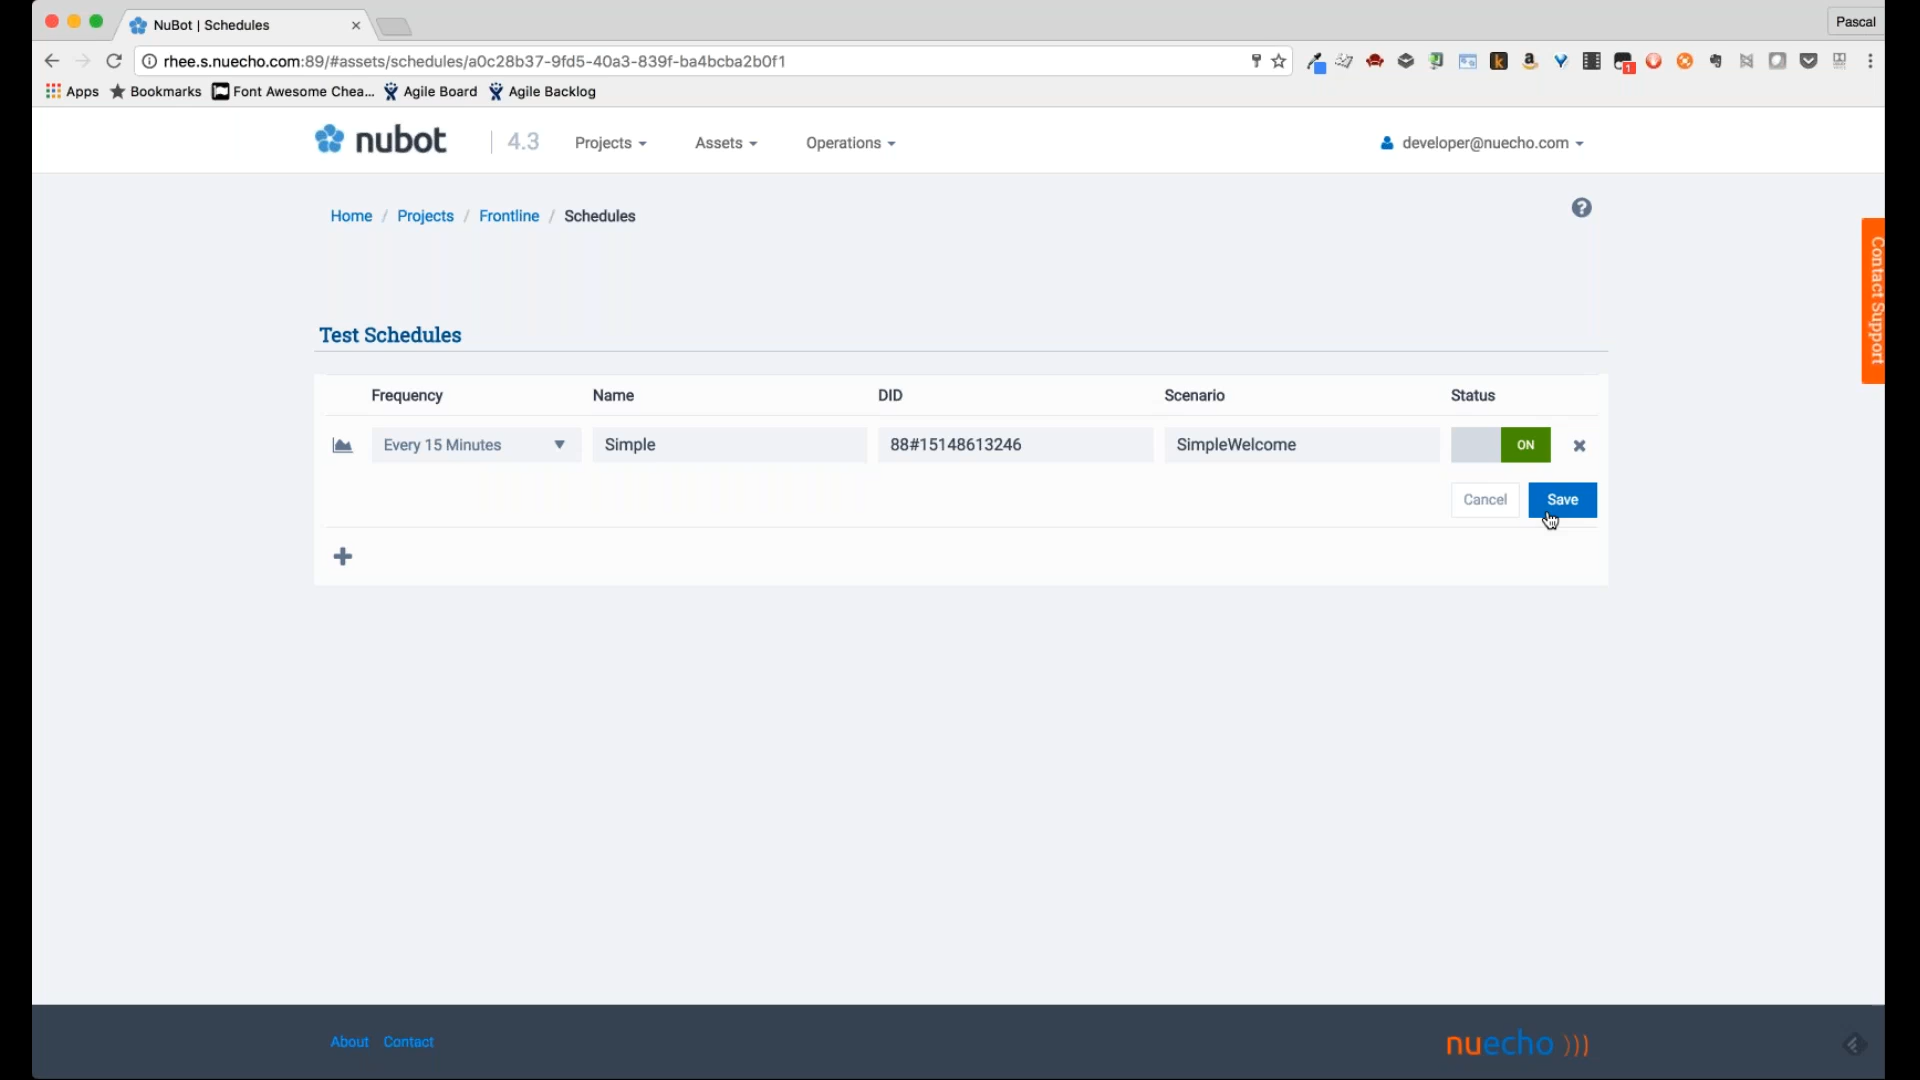 NuBot | Schedules
Pascal
rhee.s.nuecho.com:89/#assets/schedules/a0c28b37-9fd5-40a3-839f-ba4bcba2b0f1
Apps Bookmarks Font Awesome Chea... Agile Board Agile Backlog
nubot 4.3 Projects Assets Operations developer@nuecho.com
Home / Projects / Frontline / Schedules
Contact Support
Test Schedules
Frequency Name DID Scenario Status
Every 15 Minutes Simple 88#15148613246 SimpleWelcome ON
Cancel Save
About Contact nuecho )))